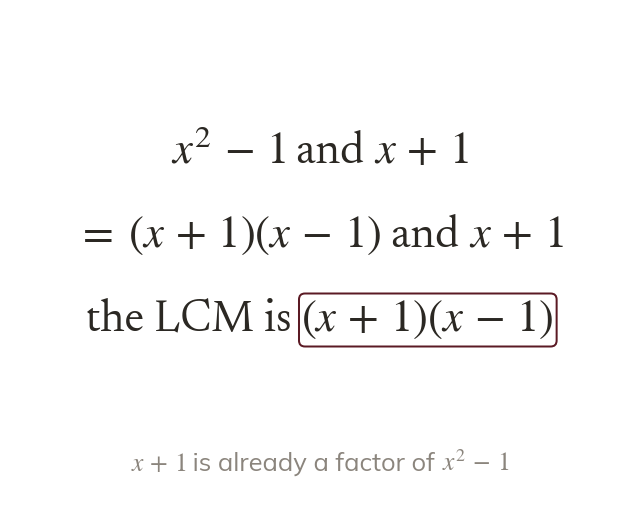 x² − 1 and x + 1
= (x + 1)(x − 1) and x + 1
the LCM is (x + 1)(x − 1)
x + 1 is already a factor of x² − 1